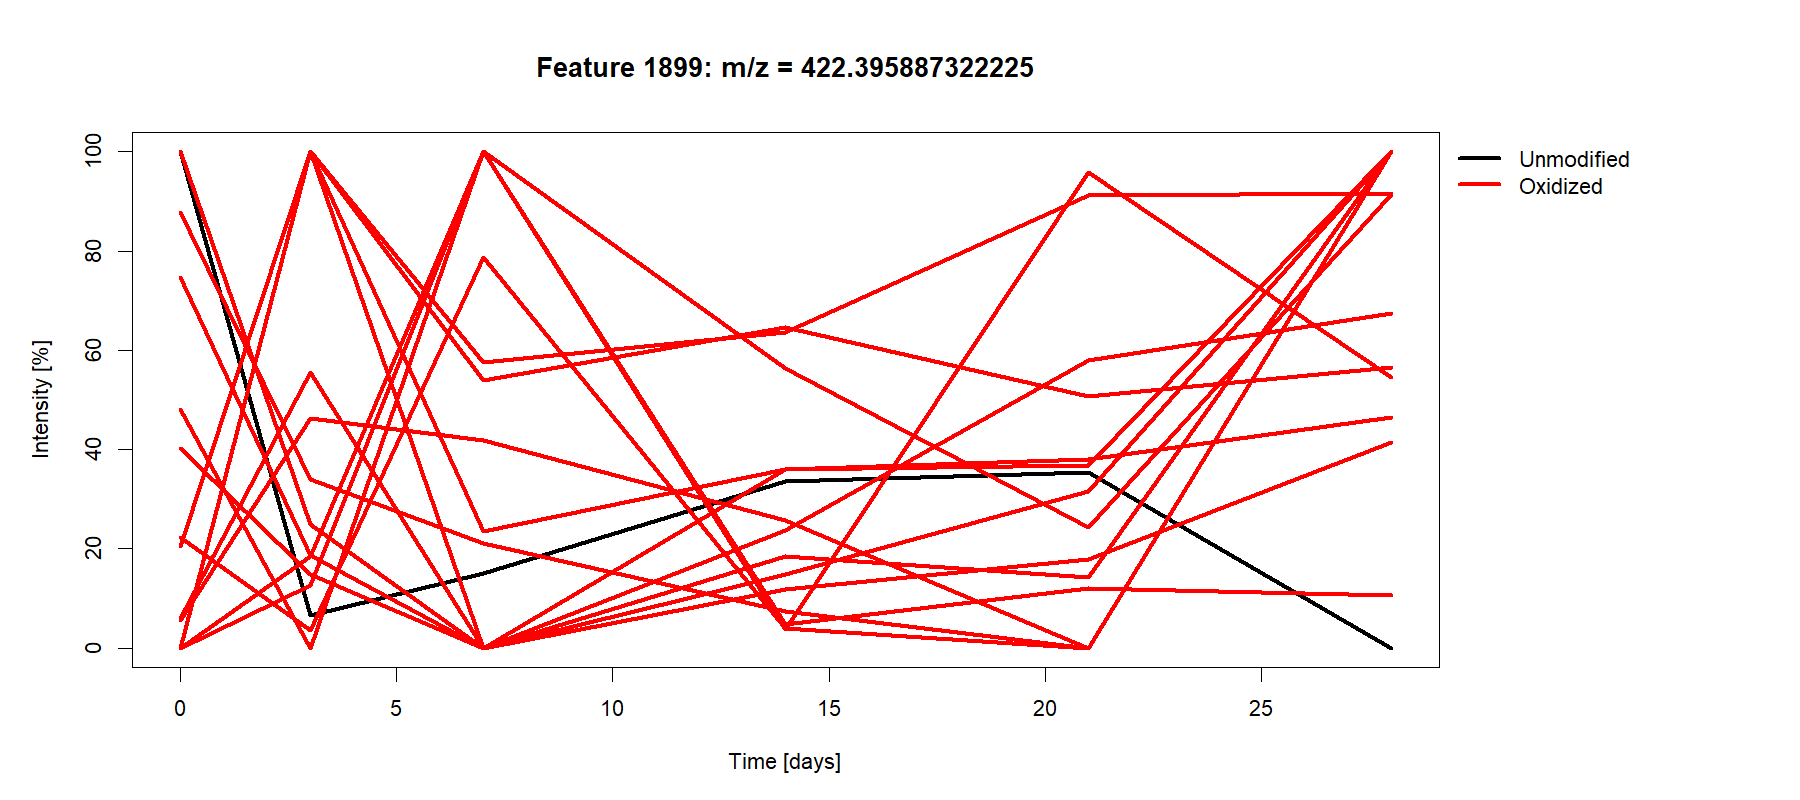 Feature 1899: m/z = 422.395887322225
Unmodified
Oxidized
Intensity [%]
100
80
60
40
20
0
0 5 10 15 20 25
Time [days]